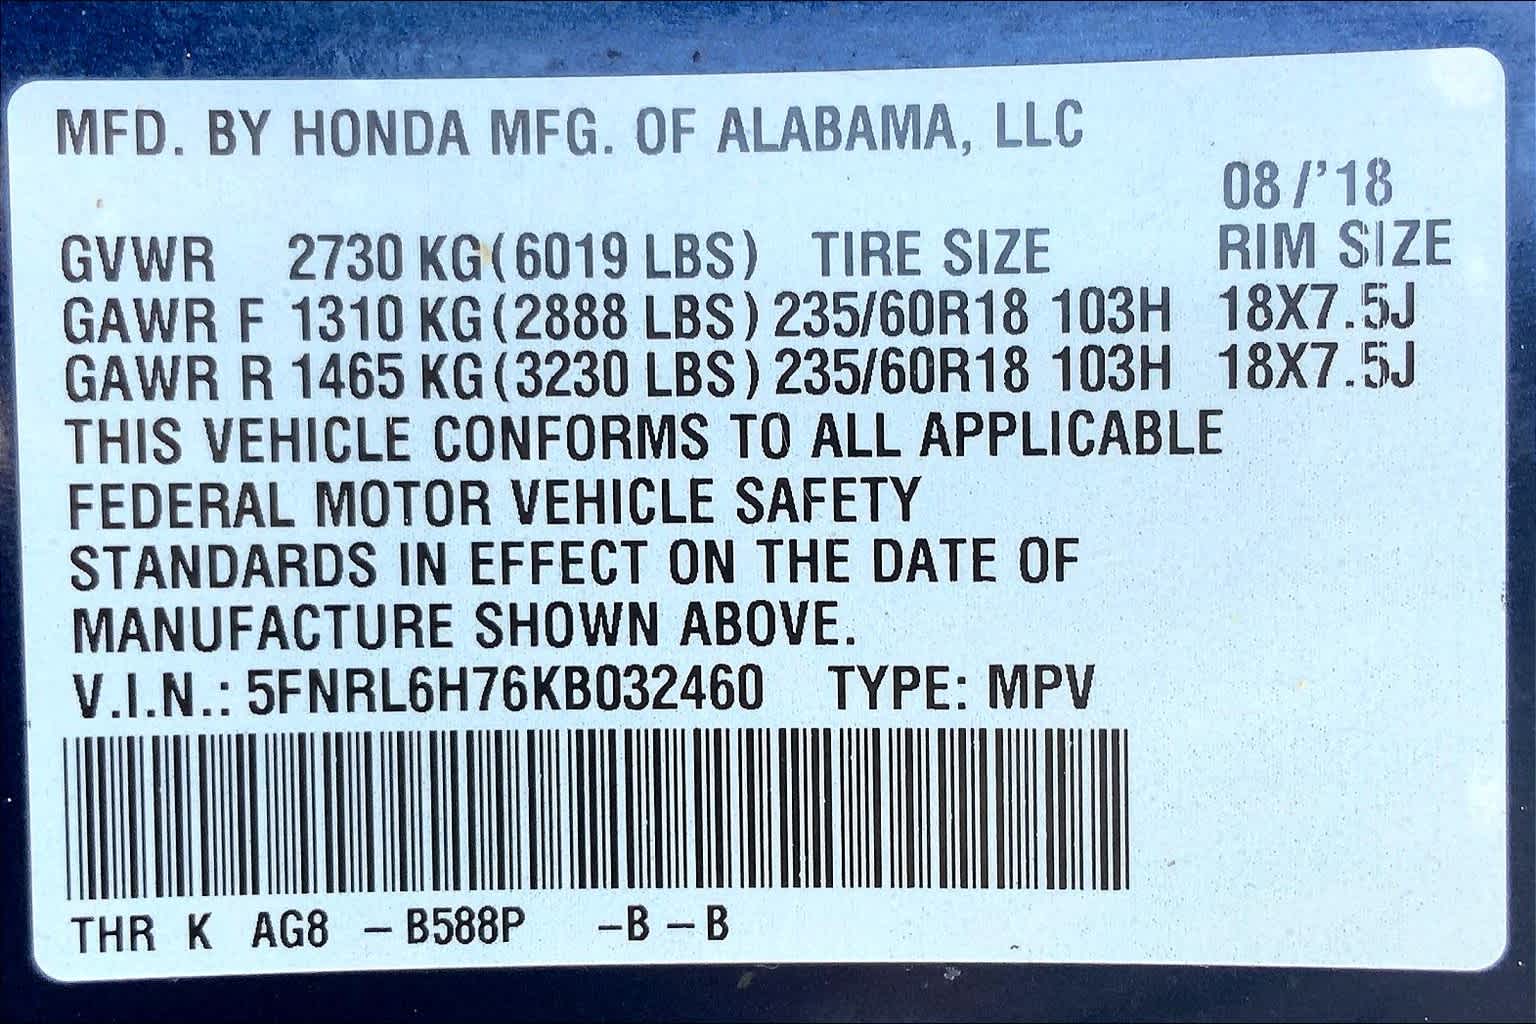 MFD. BY HONDA MFG. OF ALABAMA, LLC
08/'18
GVWR 2730 KG(6019 LBS) TIRE SIZE RIM SIZE
GAWR F 1310 KG(2888 LBS) 235/60R18 103H 18X7.5J
GAWR R 1465 KG(3230 LBS) 235/60R18 103H 18X7.5J
THIS VEHICLE CONFORMS TO ALL APPLICABLE
FEDERAL MOTOR VEHICLE SAFETY
STANDARDS IN EFFECT ON THE DATE OF
MANUFACTURE SHOWN ABOVE.
V.I.N.: 5FNRL6H76KB032460 TYPE: MPV
THR K AG8 – B588P –B – B